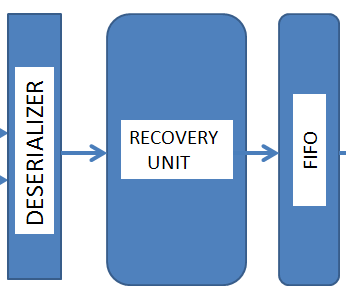 DESERIALIZER
RECOVERY
UNIT
FIFO